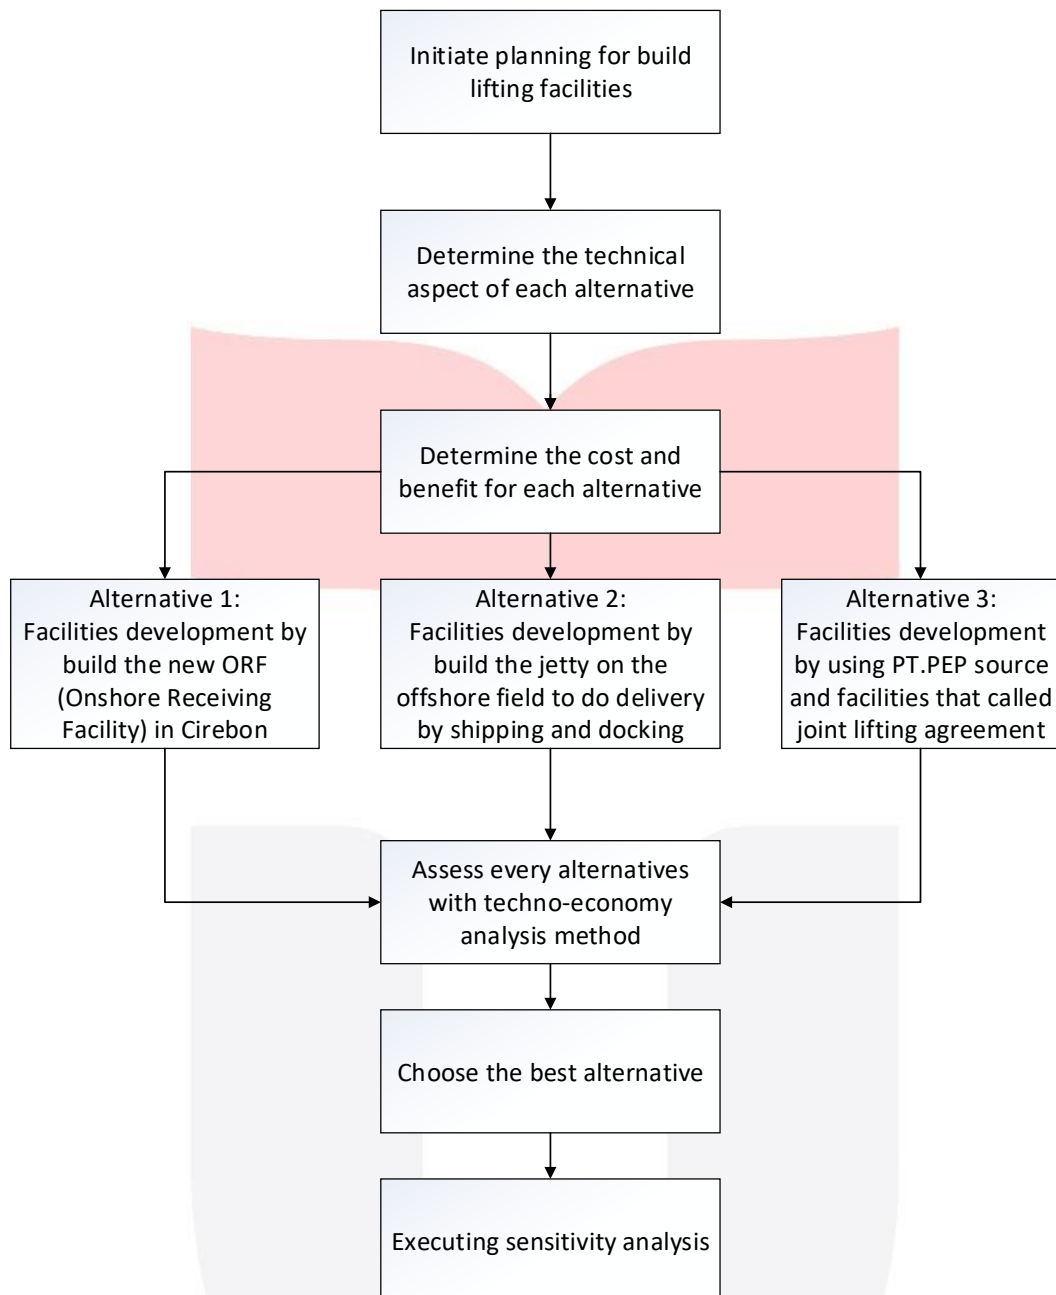 Initiate planning for build
lifting facilities
Determine the technical
aspect of each alternative
Determine the cost and
benefit for each alternative
Alternative 1:
Facilities development by
build the new ORF
(Onshore Receiving
Facility) in Cirebon
Alternative 2:
Facilities development by
build the jetty on the
offshore field to do delivery
by shipping and docking
Alternative 3:
Facilities development
by using PT.PEP source
and facilities that called
joint lifting agreement
Assess every alternatives
with techno-economy
analysis method
Choose the best alternative
Executing sensitivity analysis